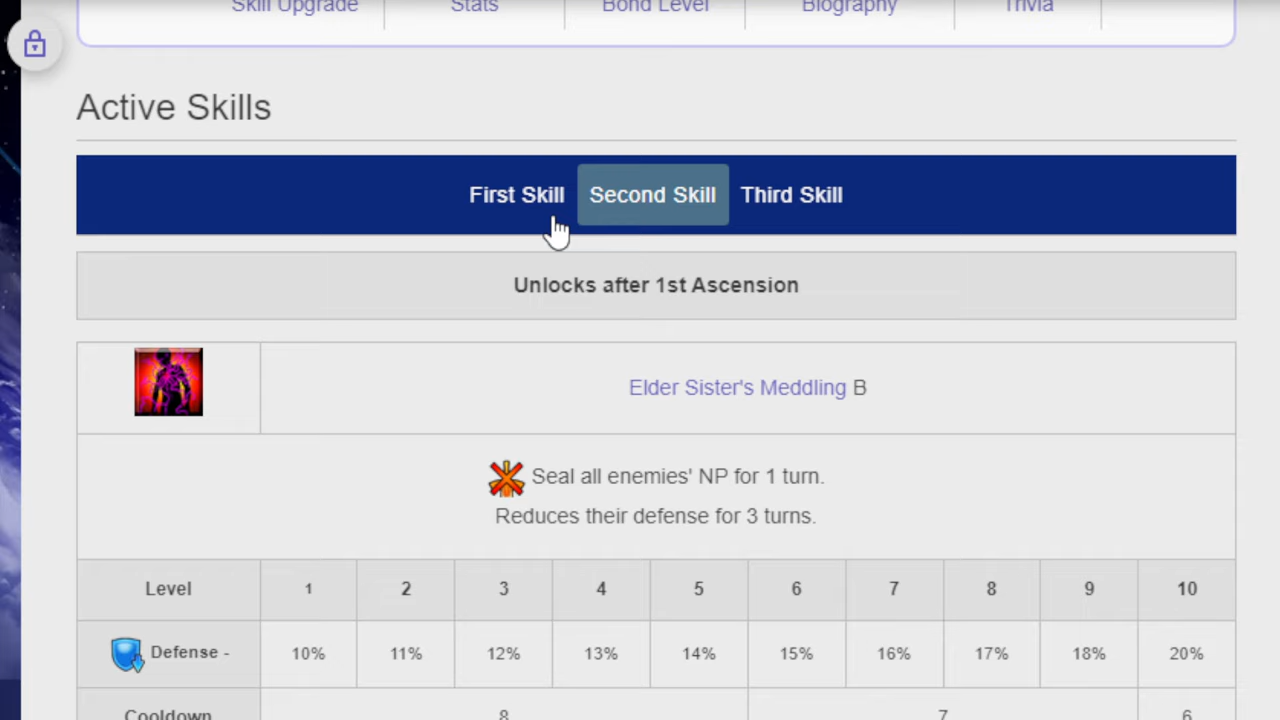 Skill Upgrade Stats Bond Level Biography Trivia
Active Skills
First Skill Second Skill Third Skill
Unlocks after 1st Ascension
Elder Sister's Meddling B
Seal all enemies' NP for 1 turn.
Reduces their defense for 3 turns.
Level 1 2 3 4 5 6 7 8 9 10
Defense - 10% 11% 12% 13% 14% 15% 16% 17% 18% 20%
Cooldown 8 7 6